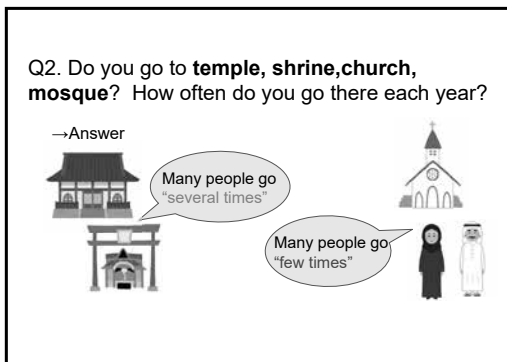 Q2. Do you go to temple, shrine,church,
mosque?  How often do you go there each year?
→Answer
Many people go
“several times”
Many people go
“few times”